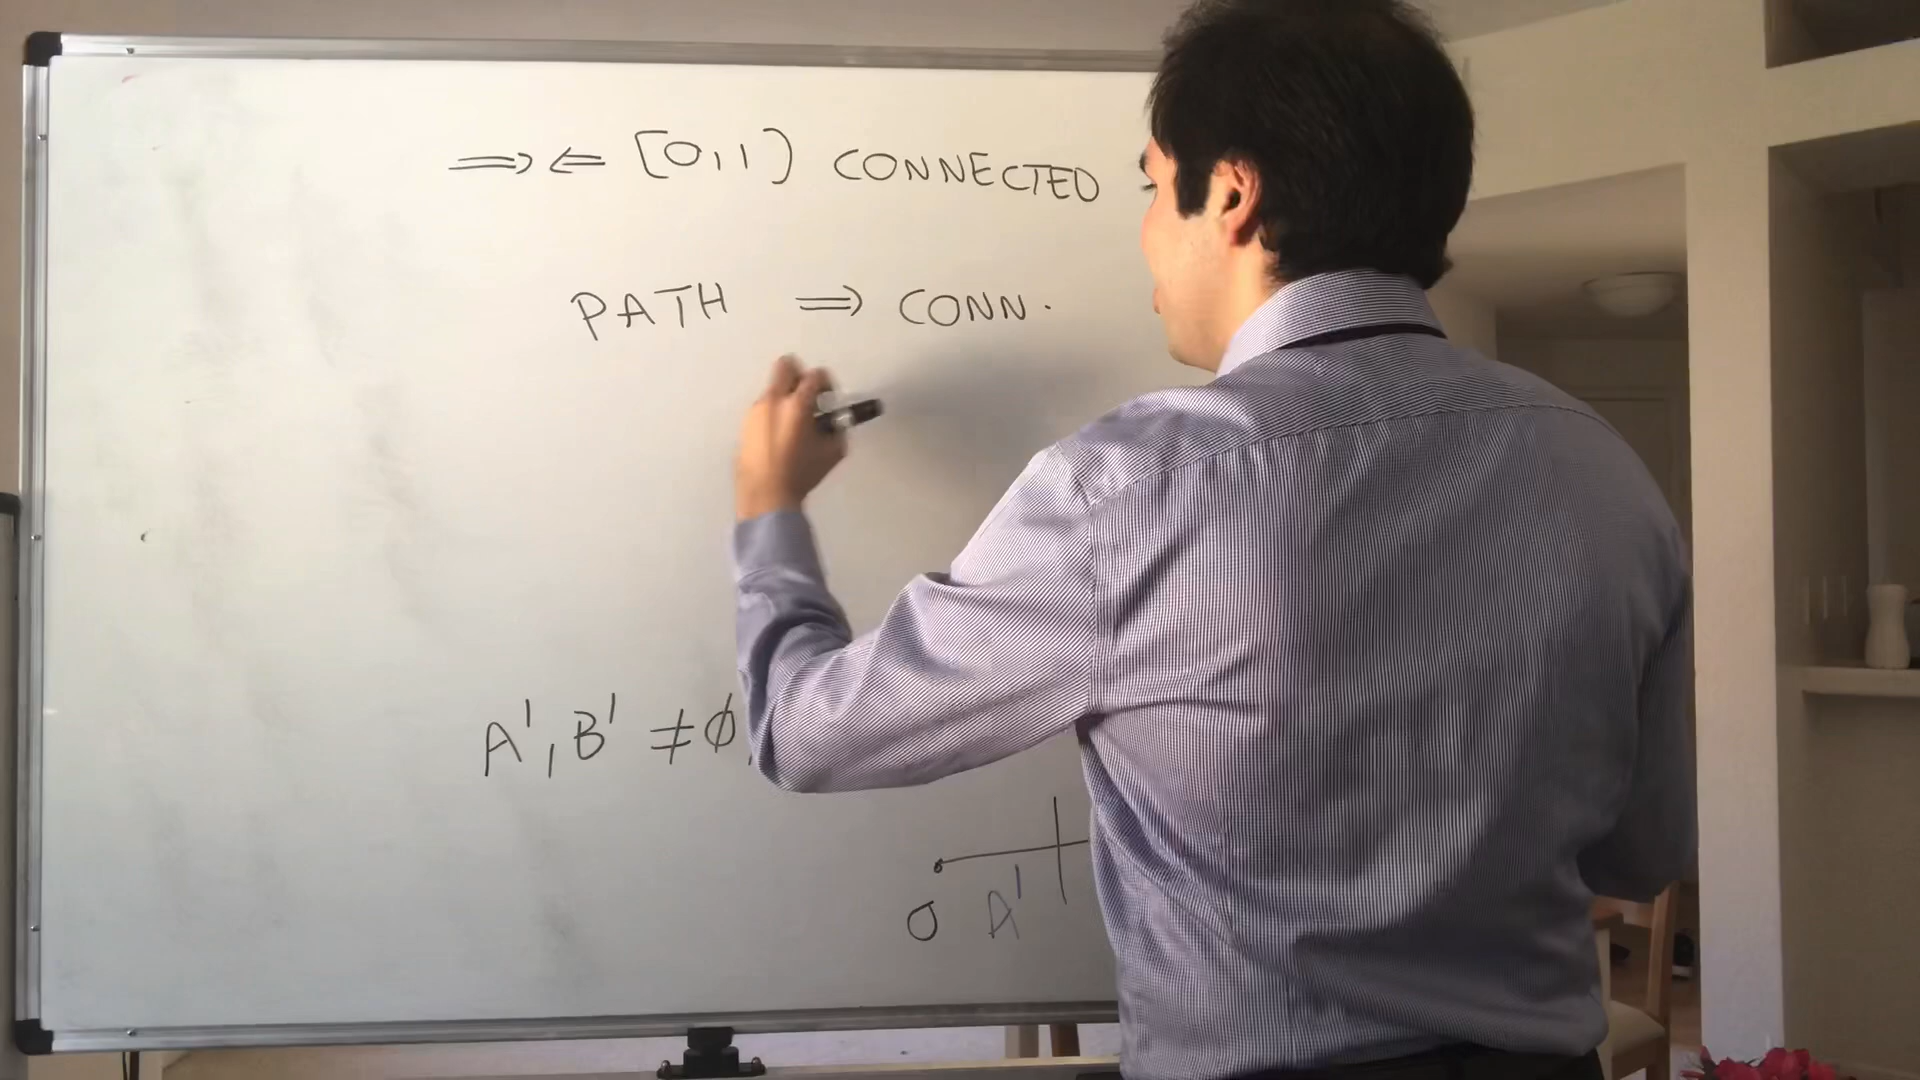 ⇒⇐ [0,1] CONNECTED
PATH ⇒ CONN.
A',B' ≠ ∅,
0 A'